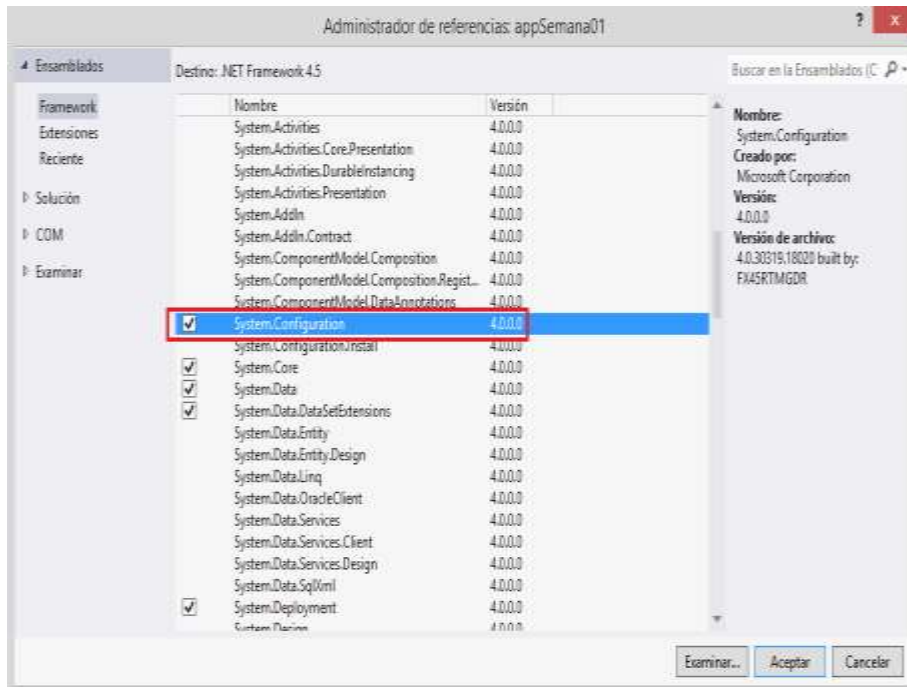 Administrador de referencias: appSemana01
? x
Ensamblados
Framework
Extensiones
Reciente
Solución
COM
Examinar
Destino: .NET Framework 4.5
Buscar en la Ensamblados (C
Nombre Versión
System.Activities 4.0.0.0
System.Activities.Core.Presentation 4.0.0.0
System.Activities.DurableInstancing 4.0.0.0
System.Activities.Presentation 4.0.0.0
System.AddIn 4.0.0.0
System.AddIn.Contract 4.0.0.0
System.ComponentModel.Composition 4.0.0.0
System.ComponentModel.Composition.Regist... 4.0.0.0
System.ComponentModel.DataAnnotations 4.0.0.0
System.Configuration 4.0.0.0
System.Configuration.Install 4.0.0.0
System.Core 4.0.0.0
System.Data 4.0.0.0
System.Data.DataSetExtensions 4.0.0.0
System.Data.Entity 4.0.0.0
System.Data.Entity.Design 4.0.0.0
System.Data.Linq 4.0.0.0
System.Data.OracleClient 4.0.0.0
System.Data.Services 4.0.0.0
System.Data.Services.Client 4.0.0.0
System.Data.Services.Design 4.0.0.0
System.Data.SqlXml 4.0.0.0
System.Deployment 4.0.0.0
System.Design 4.0.0.0
Nombre:
System.Configuration
Creado por:
Microsoft Corporation
Versión:
4.0.0.0
Versión de archivo:
4.0.30319.18020 built by:
FX45RTMGDR
Examinar... Aceptar Cancelar